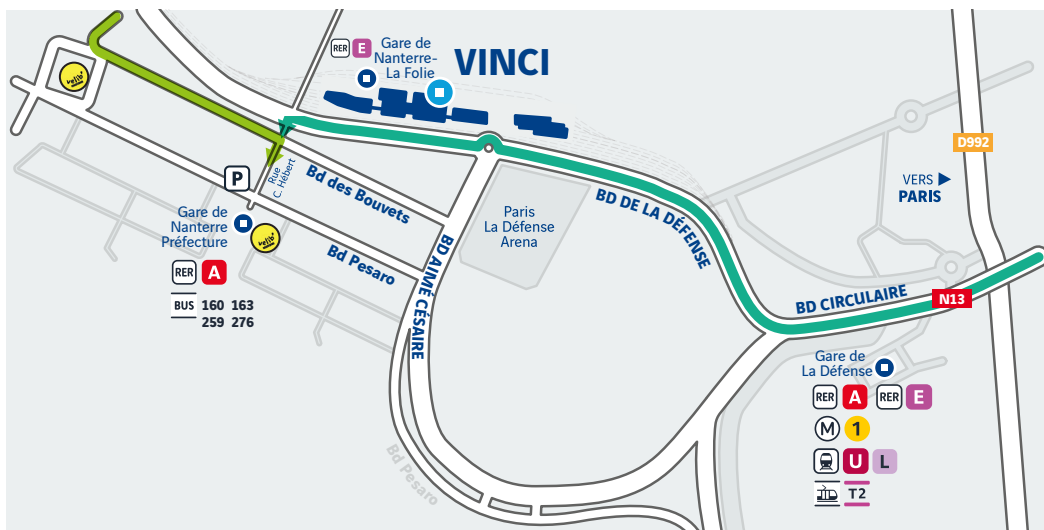 RER E
Gare de
Nanterre-
La Folie
VINCI
velib'
D992
VERS
PARIS
P
Rue
C. Hébert
Bd des Bouvets
Paris
La Défense
Arena
BD DE LA DÉFENSE
Gare de
Nanterre
Préfecture
velib'
Bd Pesaro
BD AIMÉ CÉSAIRE
RER A
BUS 160 163
259 276
BD CIRCULAIRE
N13
Gare de
La Défense
RER A RER E
M 1
U L
T2
Bd Pesaro